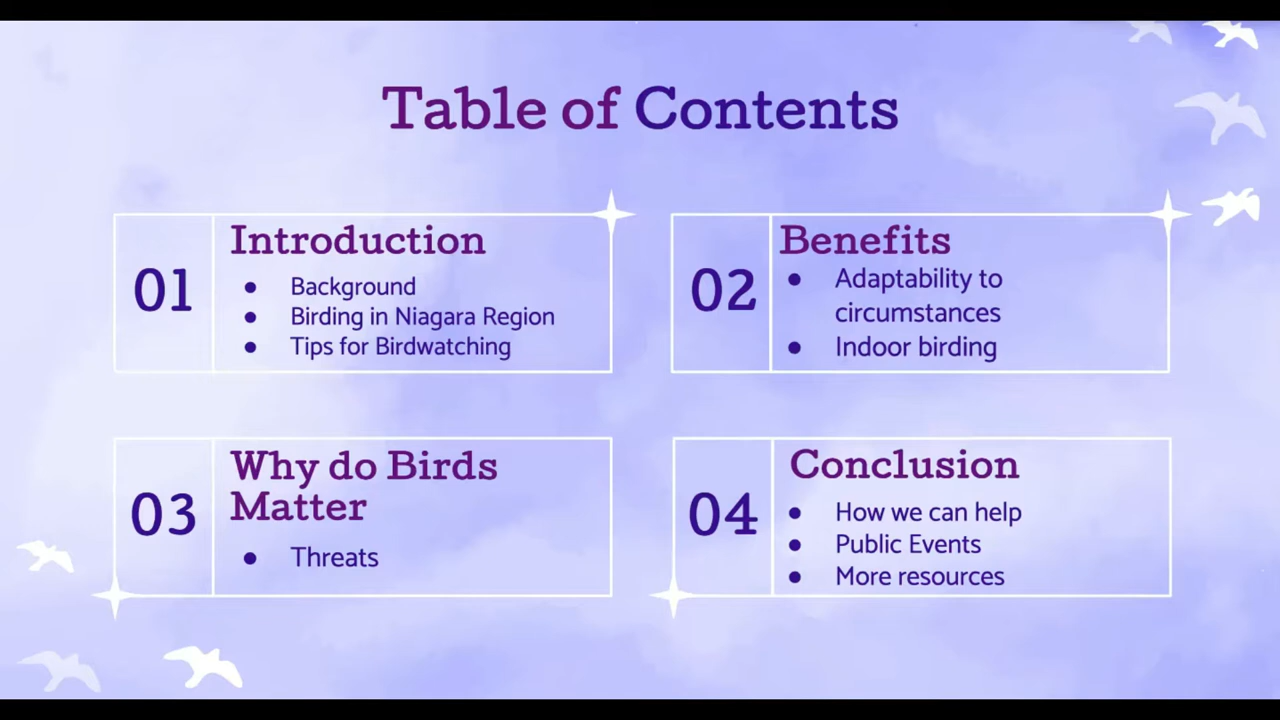 Table of Contents
01
Introduction
● Background
● Birding in Niagara Region
● Tips for Birdwatching
02
Benefits
● Adaptability to
circumstances
● Indoor birding
03
Why do Birds
Matter
● Threats
04
Conclusion
● How we can help
● Public Events
● More resources